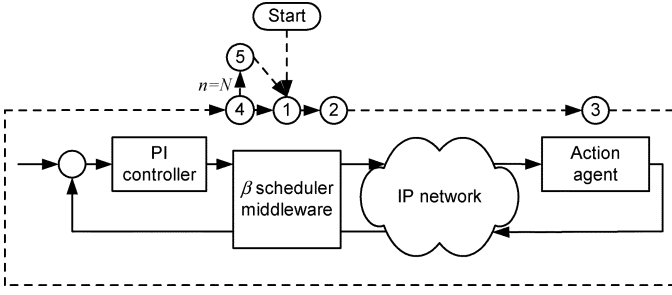 Start
5
n=N
4
1
2
3
PI
controller
β scheduler
middleware
IP network
Action
agent